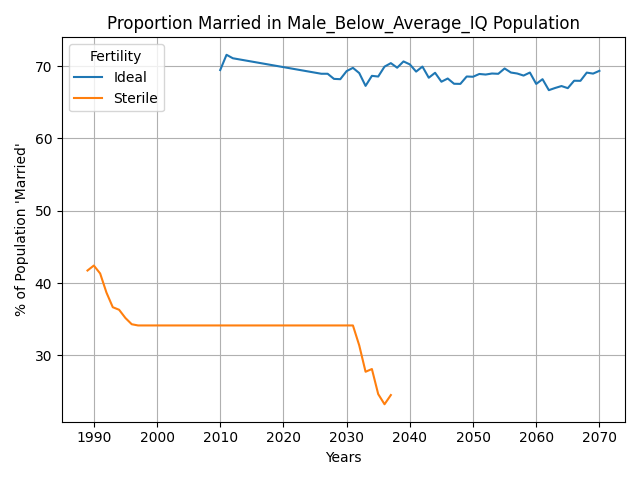 Proportion Married in Male_Below_Average_IQ Population
Fertility
Ideal
Sterile
% of Population 'Married'
70
60
50
40
30
1990 2000 2010 2020 2030 2040 2050 2060 2070
Years